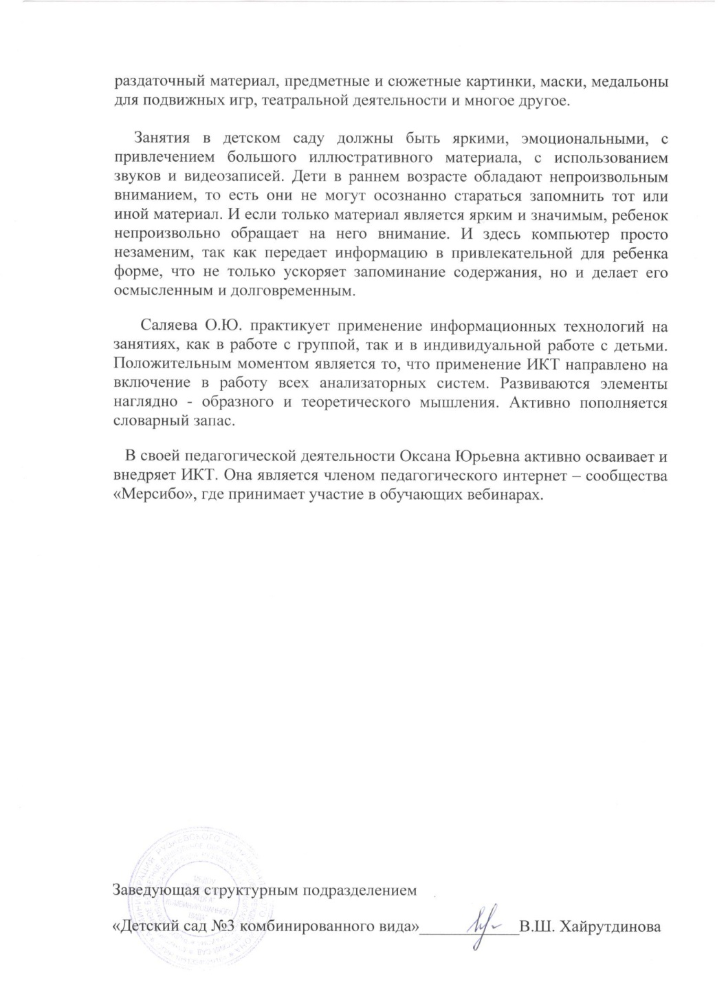 раздаточный материал, предметные и сюжетные картинки, маски, медальоны
для подвижных игр, театральной деятельности и многое другое.
Занятия в детском саду должны быть яркими, эмоциональными, с
привлечением большого иллюстративного материала, с использованием
звуков и видеозаписей. Дети в раннем возрасте обладают непроизвольным
вниманием, то есть они не могут осознанно стараться запомнить тот или
иной материал. И если только материал является ярким и значимым, ребенок
непроизвольно обращает на него внимание. И здесь компьютер просто
незаменим, так как передает информацию в привлекательной для ребенка
форме, что не только ускоряет запоминание содержания, но и делает его
осмысленным и долговременным.
Саляева О.Ю. практикует применение информационных технологий на
занятиях, как в работе с группой, так и в индивидуальной работе с детьми.
Положительным моментом является то, что применение ИКТ направлено на
включение в работу всех анализаторных систем. Развиваются элементы
наглядно - образного и теоретического мышления. Активно пополняется
словарный запас.
В своей педагогической деятельности Оксана Юрьевна активно осваивает и
внедряет ИКТ. Она является членом педагогического интернет – сообщества
«Мерсибо», где принимает участие в обучающих вебинарах.
Заведующая структурным подразделением
«Детский сад №3 комбинированного вида»____________В.Ш. Хайрутдинова
КОМБИНИРОВАННОГО
ВИДА"